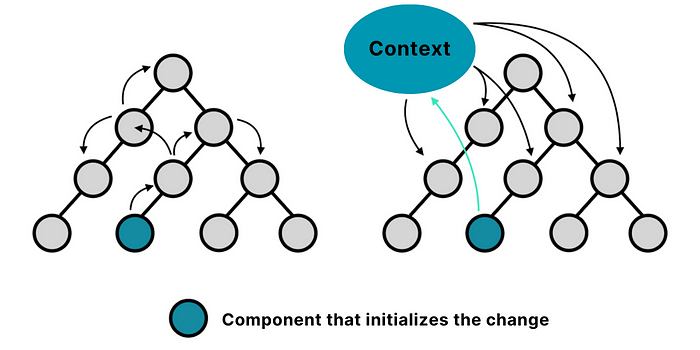 Context
Component that initializes the change